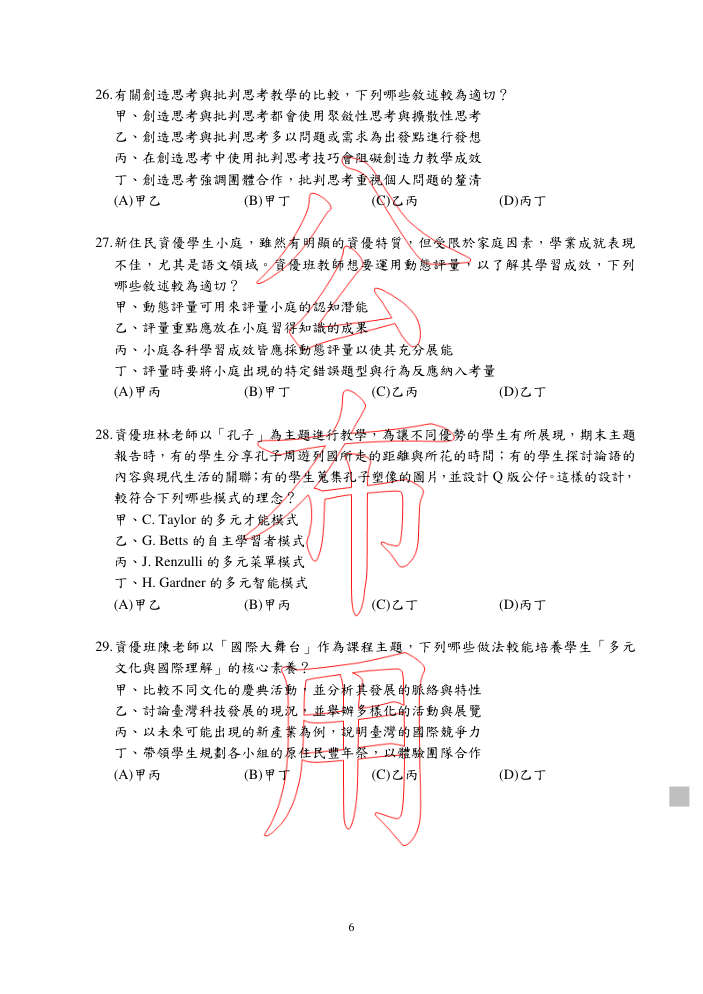 26.有關創造思考與批判思考教學的比較，下列哪些敘述較為適切？
甲、創造思考與批判思考都會使用聚斂性思考與擴散性思考
乙、創造思考與批判思考多以問題或需求為出發點進行發想
丙、在創造思考中使用批判思考技巧會阻礙創造力教學成效
丁、創造思考強調團體合作，批判思考重視個人問題的釐清
(A)甲乙 (B)甲丁 (C)乙丙 (D)丙丁
27.新住民資優學生小庭，雖然有明顯的資優特質，但受限於家庭因素，學業成就表現
不佳，尤其是語文領域。資優班教師想要運用動態評量，以了解其學習成效，下列
哪些敘述較為適切？
甲、動態評量可用來評量小庭的認知潛能
乙、評量重點應放在小庭習得知識的成果
丙、小庭各科學習成效皆應採動態評量以使其充分展能
丁、評量時要將小庭出現的特定錯誤題型與行為反應納入考量
(A)甲丙 (B)甲丁 (C)乙丙 (D)乙丁
28.資優班林老師以「孔子」為主題進行教學，為讓不同優勢的學生有所展現，期末主題
報告時，有的學生分享孔子周遊列國所走的距離與所花的時間；有的學生探討論語的
內容與現代生活的關聯；有的學生蒐集孔子塑像的圖片，並設計 Q 版公仔。這樣的設計，
較符合下列哪些模式的理念？
甲、C. Taylor 的多元才能模式
乙、G. Betts 的自主學習者模式
丙、J. Renzulli 的多元菜單模式
丁、H. Gardner 的多元智能模式
(A)甲乙 (B)甲丙 (C)乙丁 (D)丙丁
29.資優班陳老師以「國際大舞台」作為課程主題，下列哪些做法較能培養學生「多元
文化與國際理解」的核心素養？
甲、比較不同文化的慶典活動，並分析其發展的脈絡與特性
乙、討論臺灣科技發展的現況，並舉辦多樣化的活動與展覽
丙、以未來可能出現的新產業為例，說明臺灣的國際競爭力
丁、帶領學生規劃各小組的原住民豐年祭，以體驗團隊合作
(A)甲丙 (B)甲丁 (C)乙丙 (D)乙丁
公布用
6